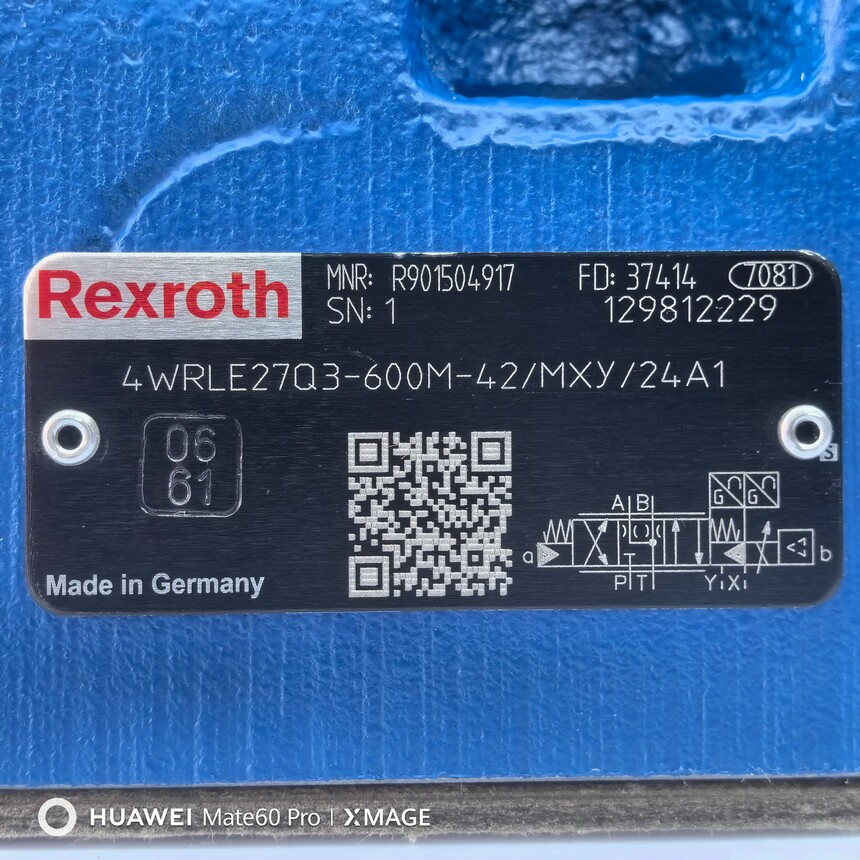 Rexroth
MNR: R901504917 FD: 37414 7081
SN: 1 129812229
4WRLE27Q3-600M-42/MXY/24A1
06
61
S
A B
G G
a b
T
P T Y X
Made in Germany
HUAWEI Mate60 Pro | XMAGE